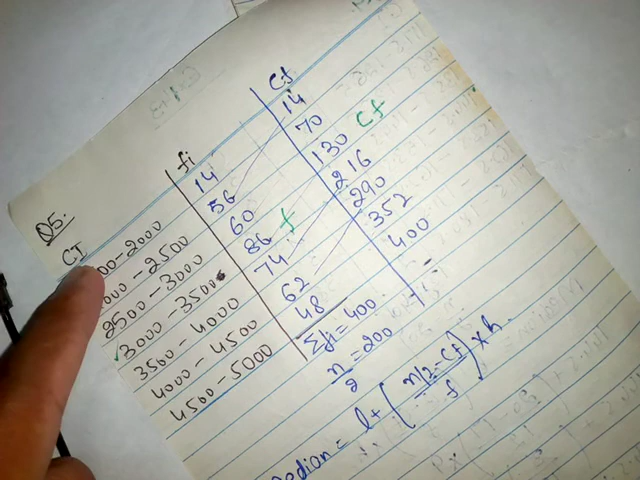 Q5.
CI fi Cf
00-2000 14 14
000-2500 56 70
2500-3000 60 130 Cf
3000-3500 86 f 216
3500-4000 74 290
4000-4500 62 352
4500-5000 48 400
Σfi = 400
n/2 = 200
edian = l + (n/2 - Cf / f) × h